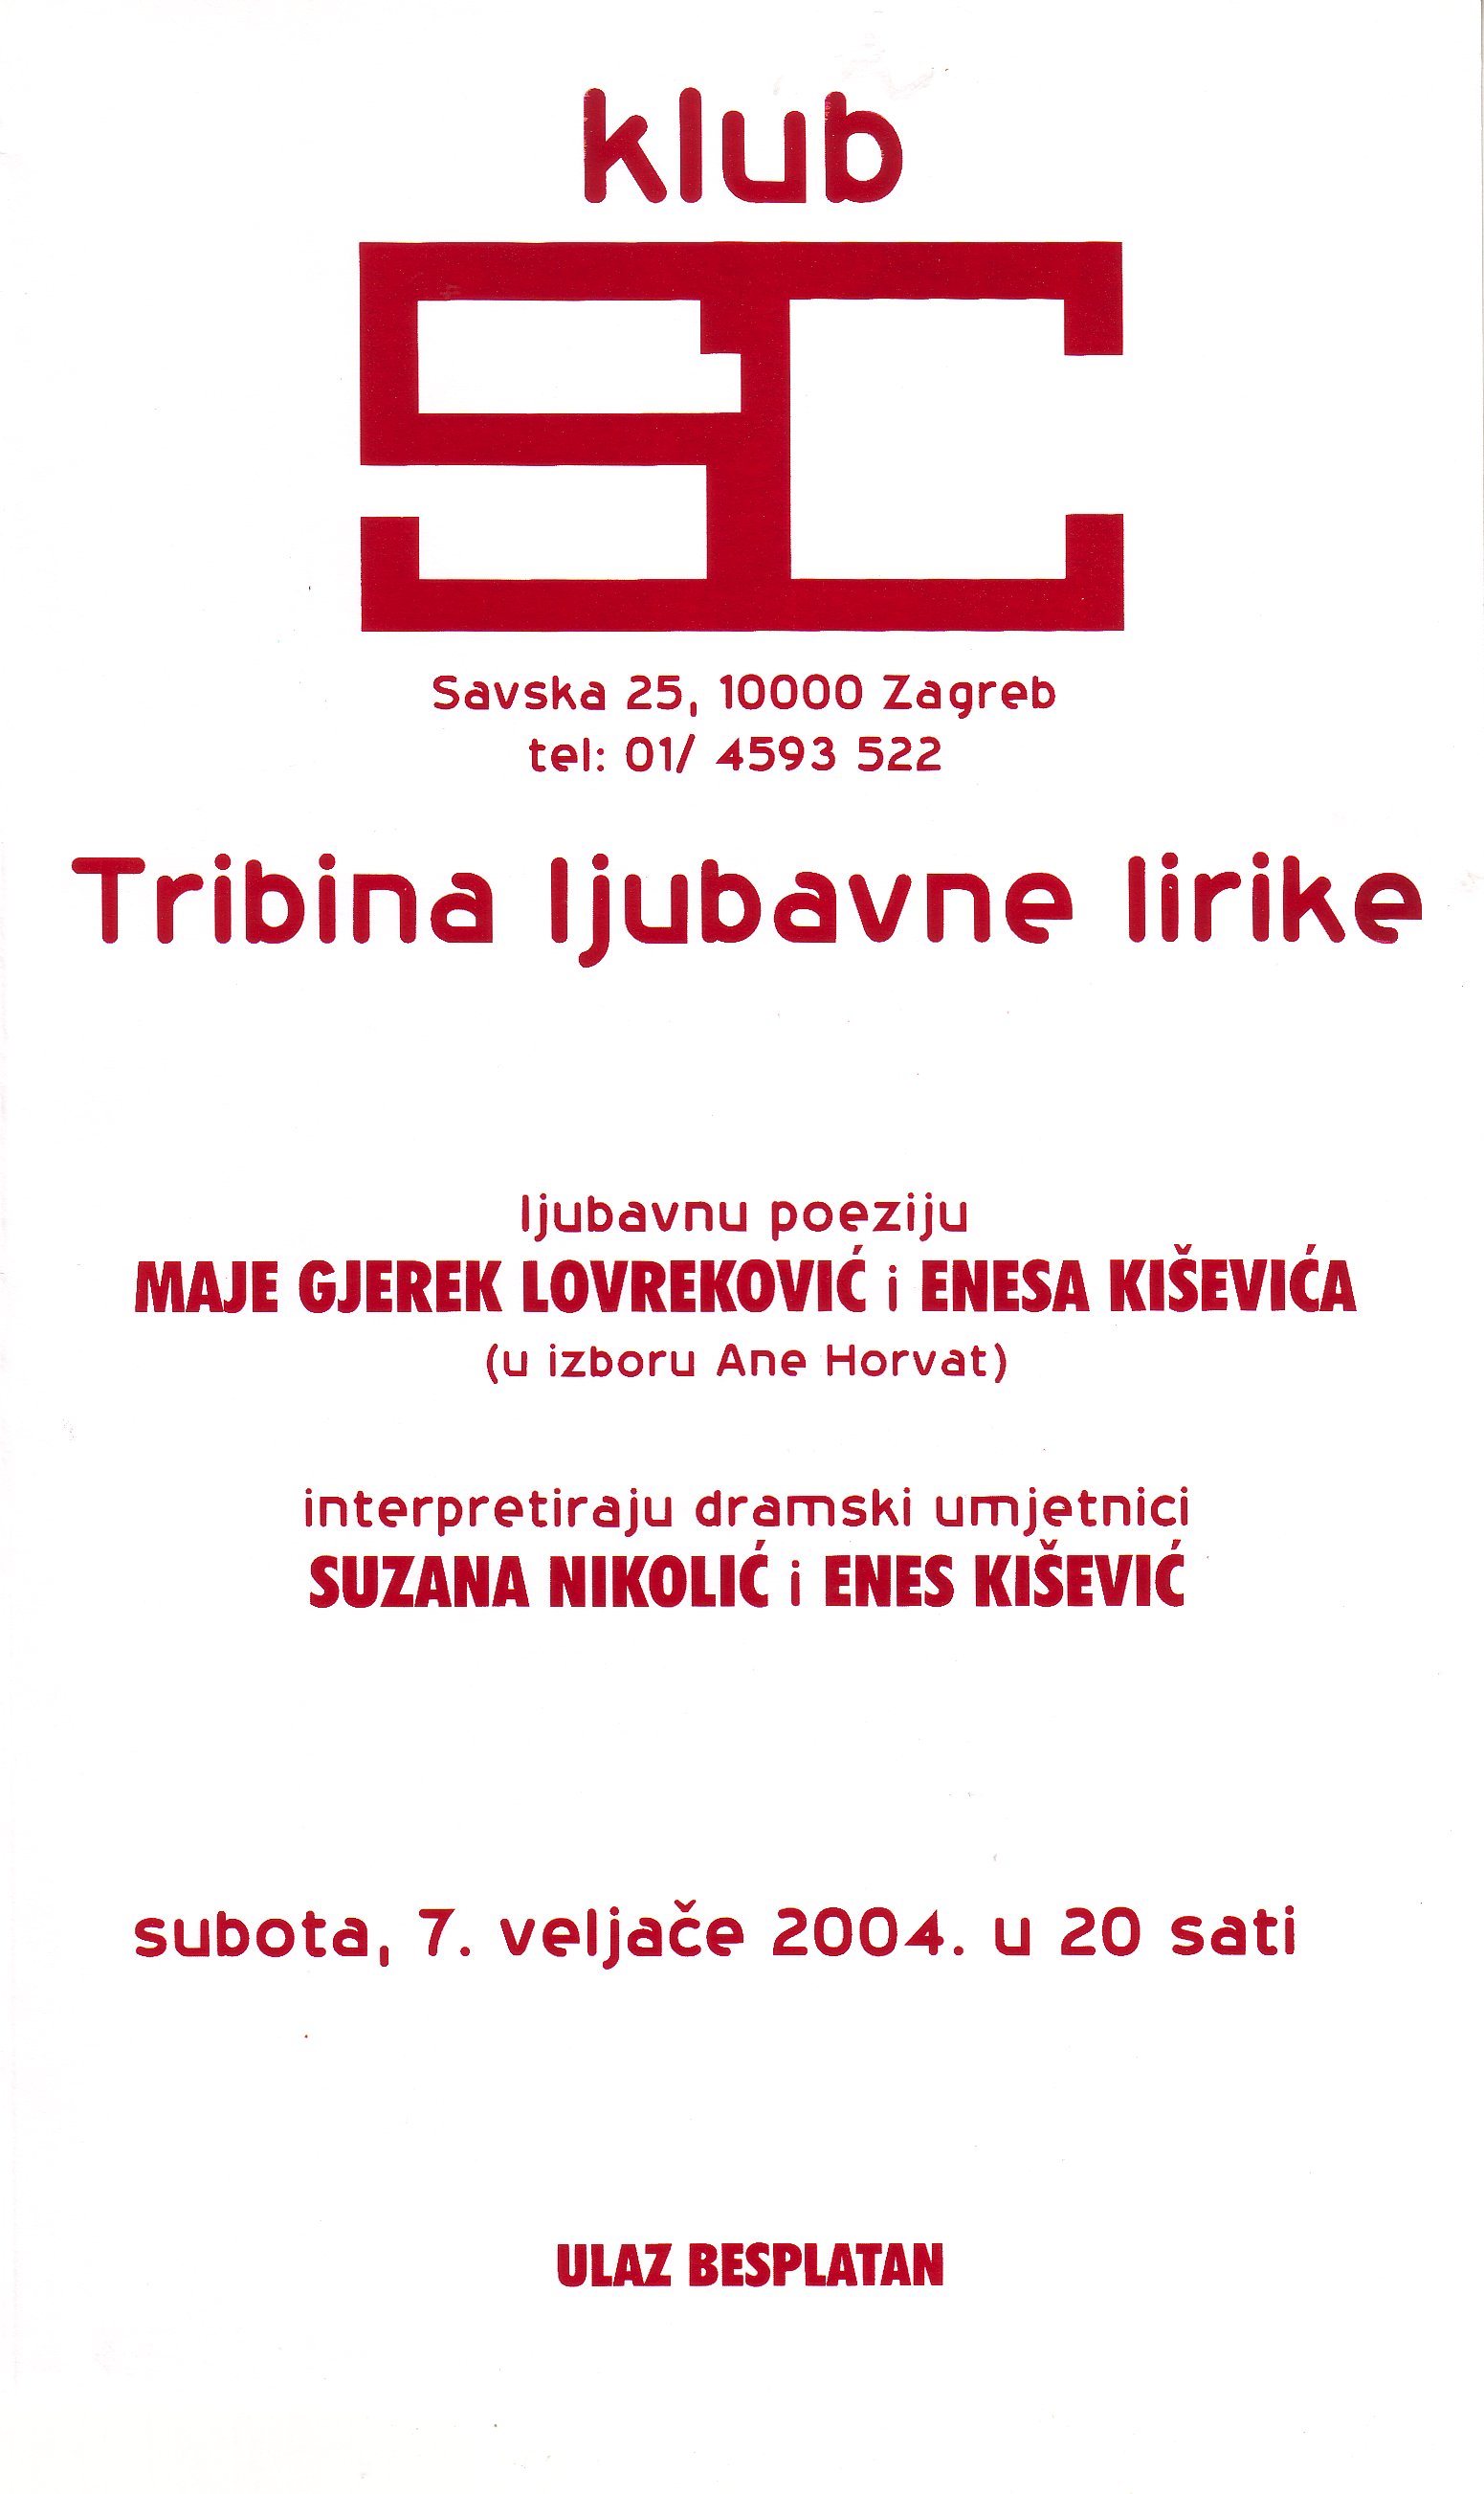 klub
SC
Savska 25, 10000 Zagreb
tel: 01/ 4593 522
Tribina ljubavne lirike
ljubavnu poeziju
MAJE GJEREK LOVREKOVIĆ i ENESA KIŠEVIĆA
(u izboru Ane Horvat)
interpretiraju dramski umjetnici
SUZANA NIKOLIĆ i ENES KIŠEVIĆ
subota, 7. veljače 2004. u 20 sati
ULAZ BESPLATAN